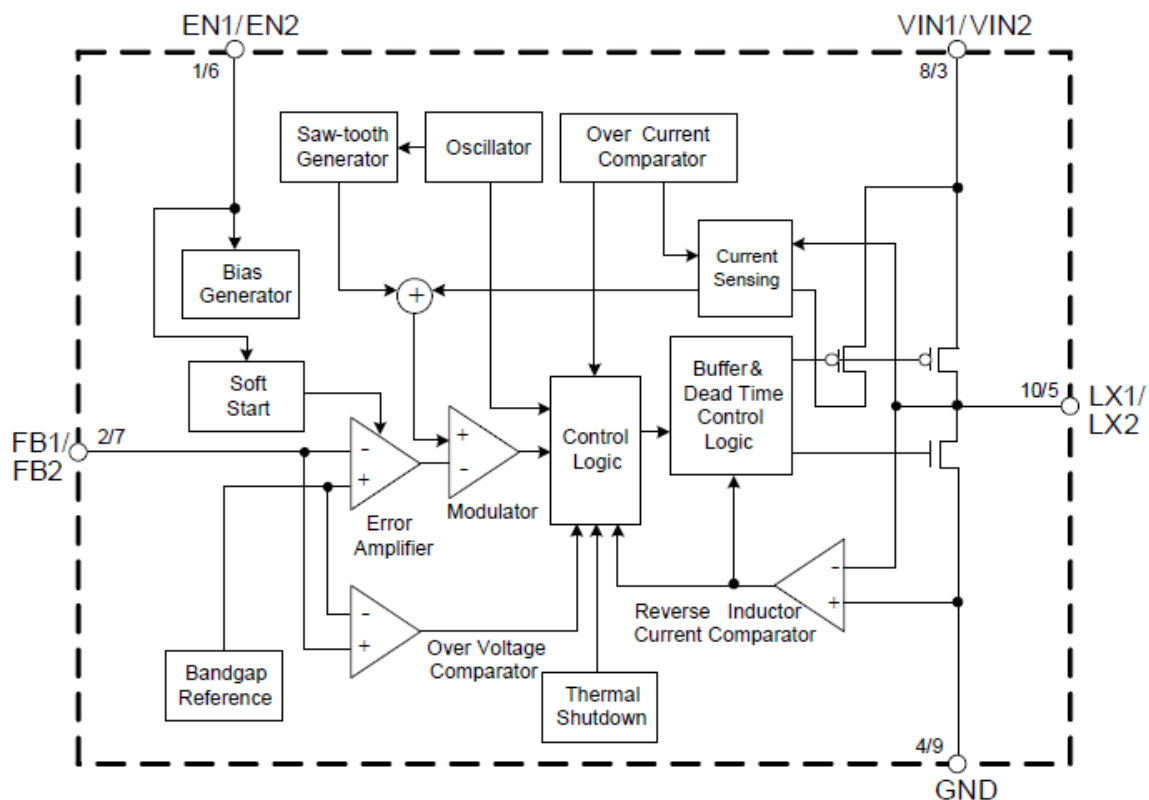 EN1/EN2
VIN1/VIN2
1/6
8/3
Saw-tooth
Generator
Oscillator
Over Current
Comparator
Bias
Generator
+
Current
Sensing
Soft
Start
Buffer &
Dead Time
Control
Logic
10/5
LX1/
LX2
FB1/
FB2
2/7
-
+
Error
Amplifier
+
-
Modulator
Control
Logic
-
+
Reverse Inductor
Current Comparator
-
+
Over Voltage
Comparator
Bandgap
Reference
Thermal
Shutdown
4/9
GND